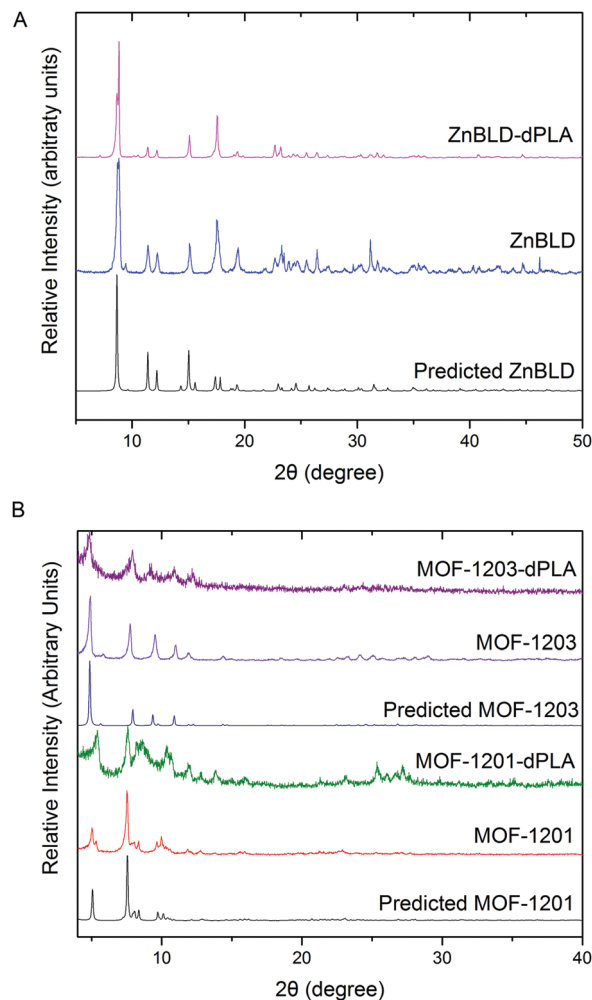 A
Relative Intensity (arbitraty units)
ZnBLD-dPLA
ZnBLD
Predicted ZnBLD
10 20 30 40 50
2θ (degree)
B
Relative Intensity (Arbitrary Units)
MOF-1203-dPLA
MOF-1203
Predicted MOF-1203
MOF-1201-dPLA
MOF-1201
Predicted MOF-1201
10 20 30 40
2θ (degree)